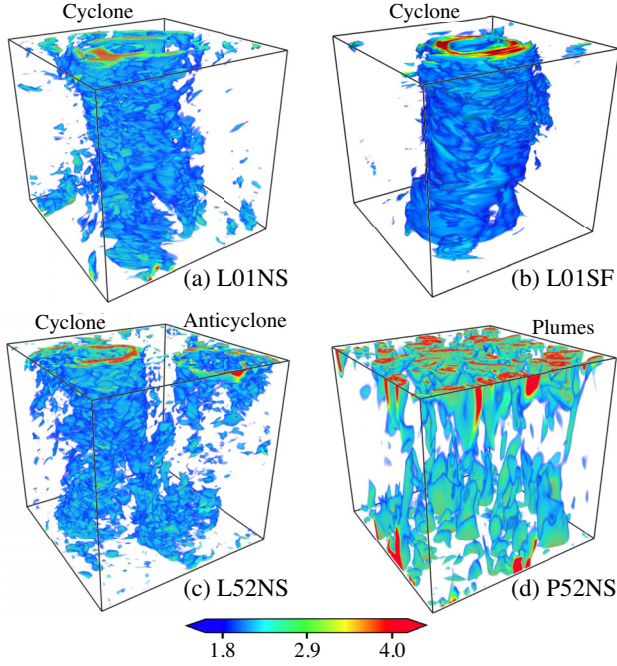 Cyclone
Cyclone
(a) L01NS
(b) L01SF
Cyclone
Anticyclone
Plumes
(c) L52NS
(d) P52NS
1.8 2.9 4.0